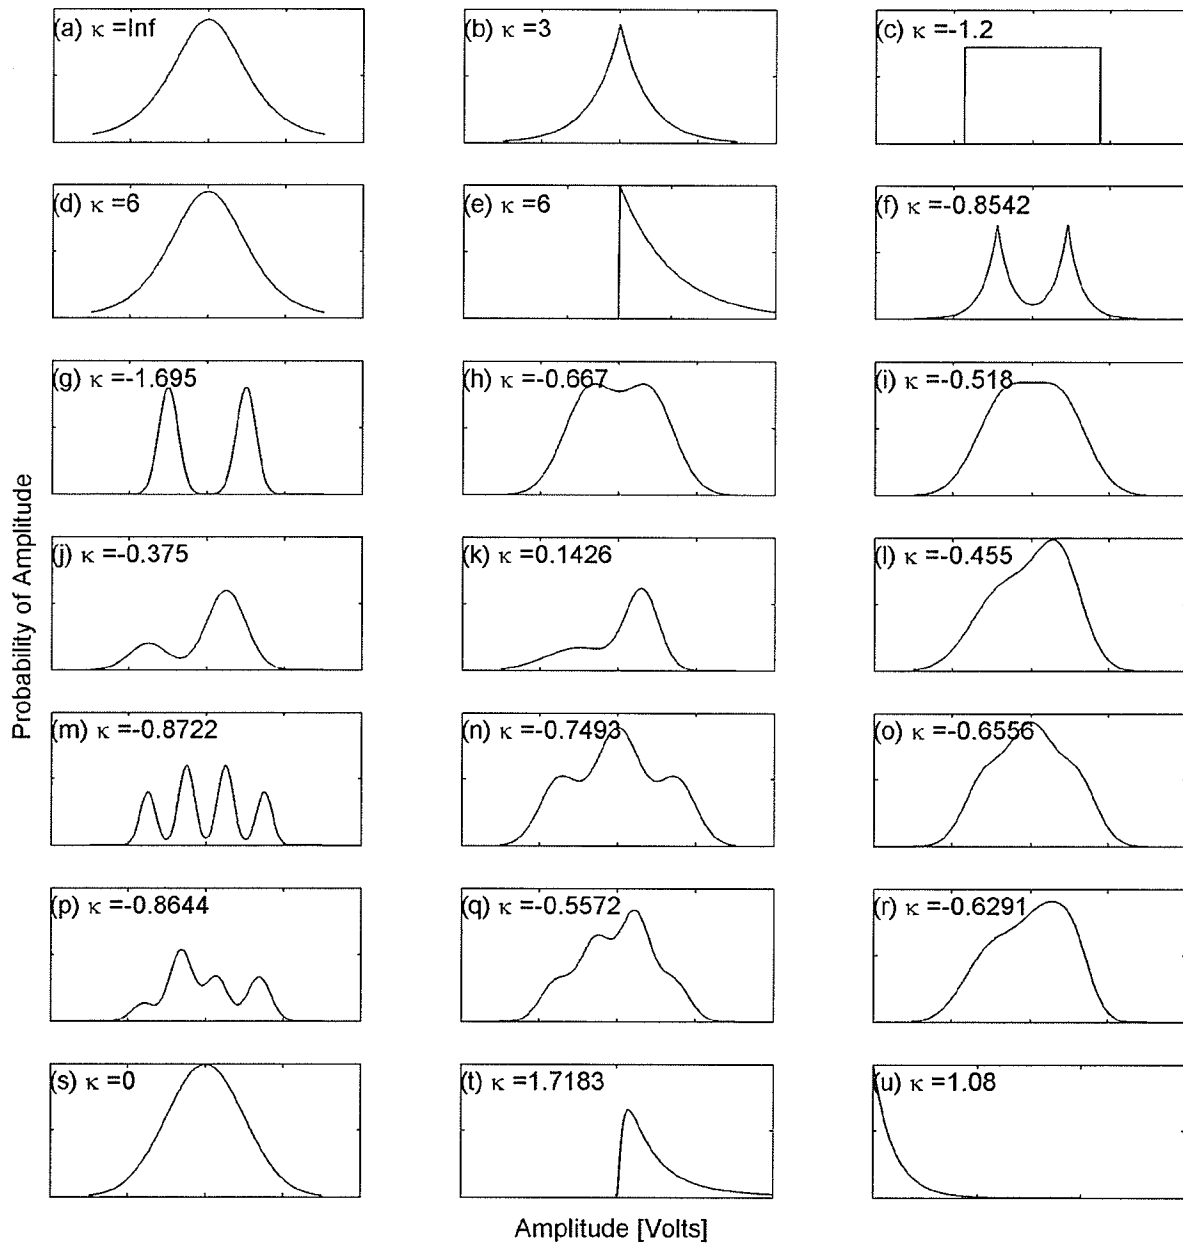 (a) κ =Inf
(b) κ =3
(c) κ =-1.2
(d) κ =6
(e) κ =6
(f) κ =-0.8542
(g) κ =-1.695
(h) κ =-0.667
(i) κ =-0.518
(j) κ =-0.375
(k) κ =0.1426
(l) κ =-0.455
(m) κ =-0.8722
(n) κ =-0.7493
(o) κ =-0.6556
(p) κ =-0.8644
(q) κ =-0.5572
(r) κ =-0.6291
(s) κ =0
(t) κ =1.7183
(u) κ =1.08
Probability of Amplitude
Amplitude [Volts]